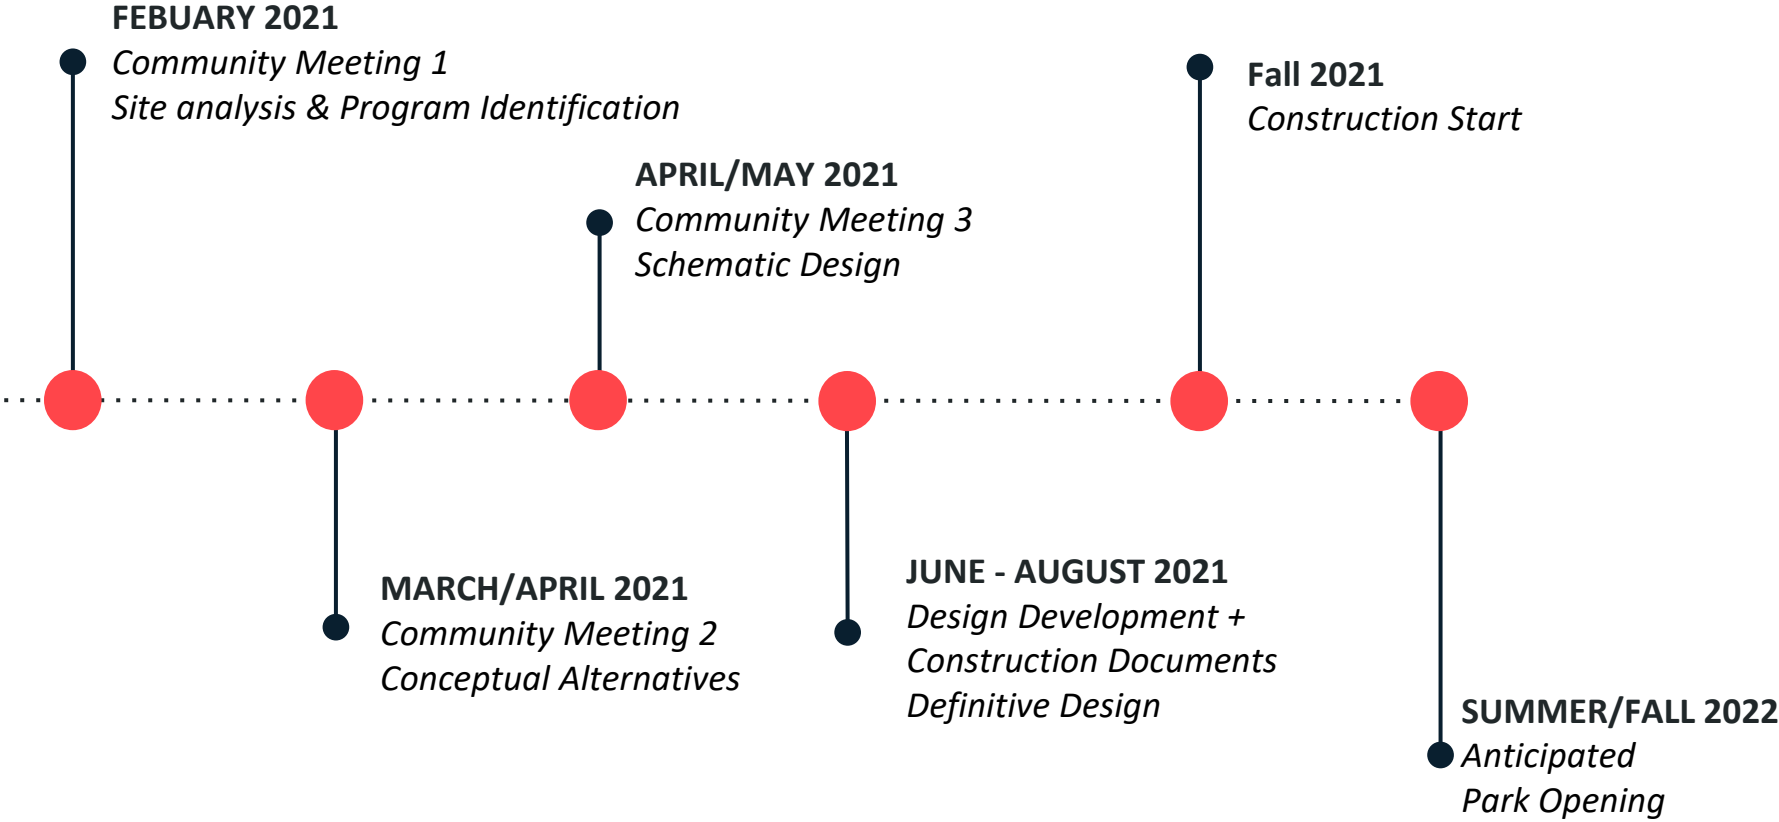 FEBUARY 2021
Community Meeting 1
Site analysis & Program Identification
MARCH/APRIL 2021
Community Meeting 2
Conceptual Alternatives
APRIL/MAY 2021
Community Meeting 3
Schematic Design
JUNE - AUGUST 2021
Design Development +
Construction Documents
Definitive Design
Fall 2021
Construction Start
SUMMER/FALL 2022
Anticipated
Park Opening